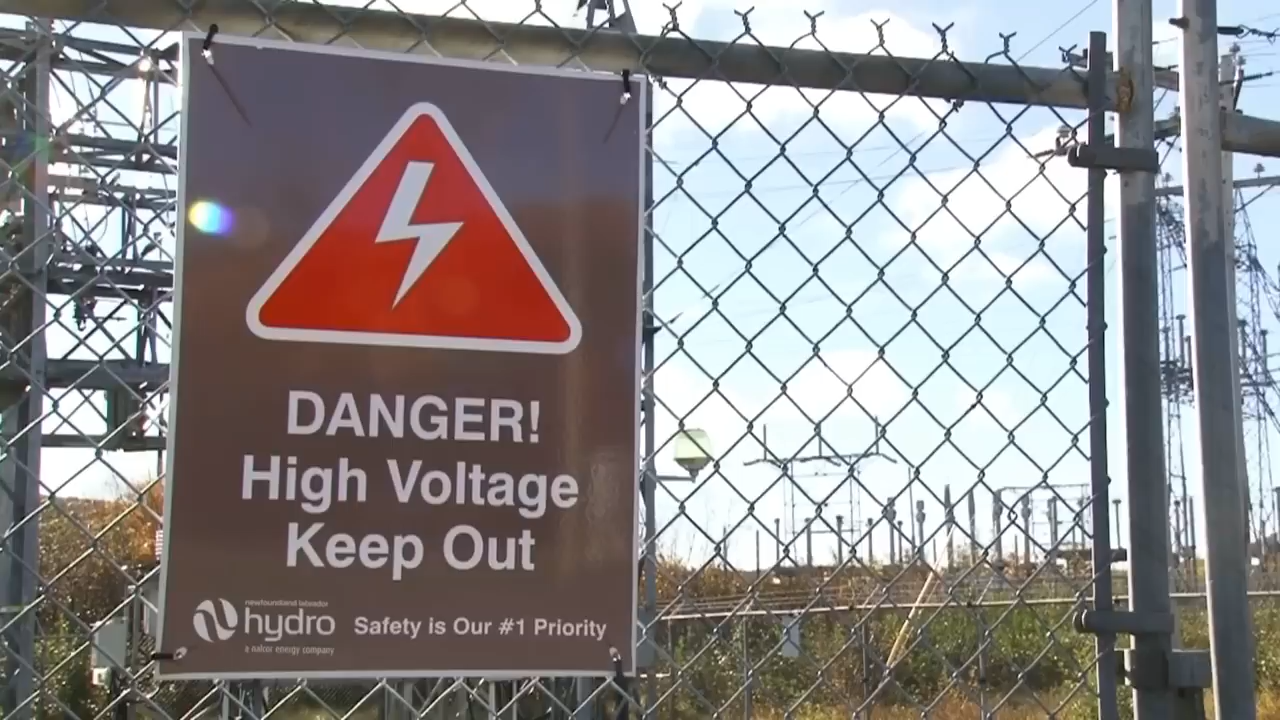 DANGER!
High Voltage
Keep Out
newfoundland labrador
hydro
a nalcor energy company
Safety is Our #1 Priority